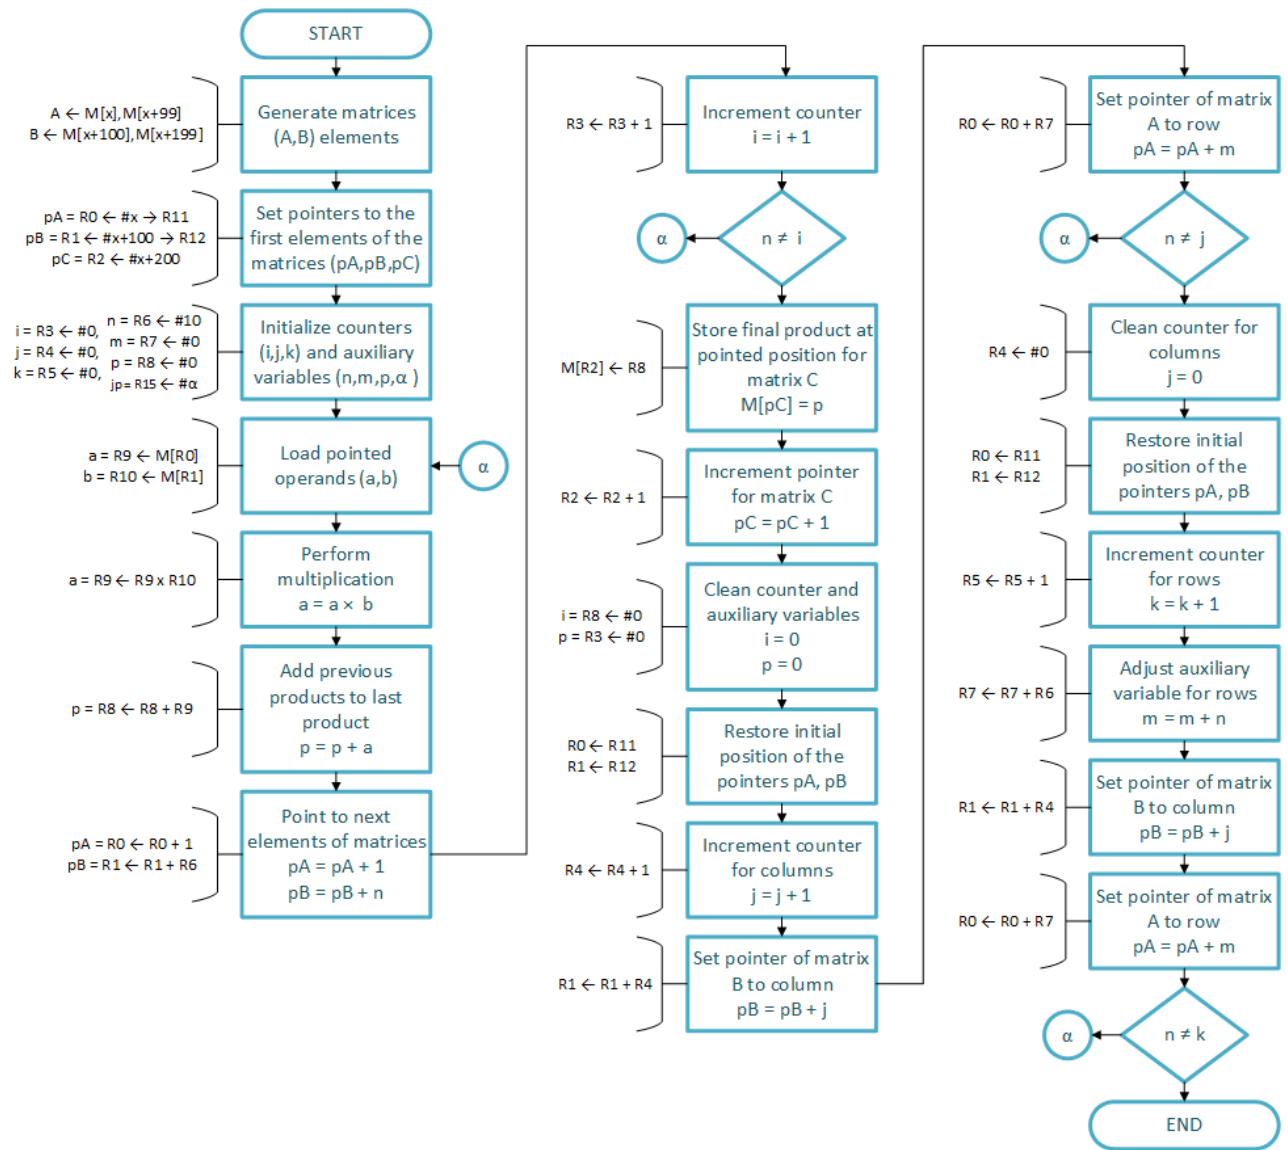 START
A ← M[x],M[x+99]
B ← M[x+100],M[x+199]
Generate matrices
(A,B) elements
pA = R0 ← #x → R11
pB = R1 ← #x+100 → R12
pC = R2 ← #x+200
Set pointers to the
first elements of the
matrices (pA,pB,pC)
i = R3 ← #0,
j = R4 ← #0,
k = R5 ← #0,
n = R6 ← #10
m = R7 ← #0
p = R8 ← #0
jp= R15 ← #α
Initialize counters
(i,j,k) and auxiliary
variables (n,m,p,α )
a = R9 ← M[R0]
b = R10 ← M[R1]
Load pointed
operands (a,b)
α
a = R9 ← R9 x R10
Perform
multiplication
a = a × b
p = R8 ← R8 + R9
Add previous
products to last
product
p = p + a
pA = R0 ← R0 + 1
pB = R1 ← R1 + R6
Point to next
elements of matrices
pA = pA + 1
pB = pB + n
R3 ← R3 + 1
Increment counter
i = i + 1
α
n ≠ i
M[R2] ← R8
Store final product at
pointed position for
matrix C
M[pC] = p
R2 ← R2 + 1
Increment pointer
for matrix C
pC = pC + 1
i = R8 ← #0
p = R3 ← #0
Clean counter and
auxiliary variables
i = 0
p = 0
R0 ← R11
R1 ← R12
Restore initial
position of the
pointers pA, pB
R4 ← R4 + 1
Increment counter
for columns
j = j + 1
R1 ← R1 + R4
Set pointer of matrix
B to column
pB = pB + j
R0 ← R0 + R7
Set pointer of matrix
A to row
pA = pA + m
α
n ≠ j
R4 ← #0
Clean counter for
columns
j = 0
R0 ← R11
R1 ← R12
Restore initial
position of the
pointers pA, pB
R5 ← R5 + 1
Increment counter
for rows
k = k + 1
R7 ← R7 + R6
Adjust auxiliary
variable for rows
m = m + n
R1 ← R1 + R4
Set pointer of matrix
B to column
pB = pB + j
R0 ← R0 + R7
Set pointer of matrix
A to row
pA = pA + m
α
n ≠ k
END